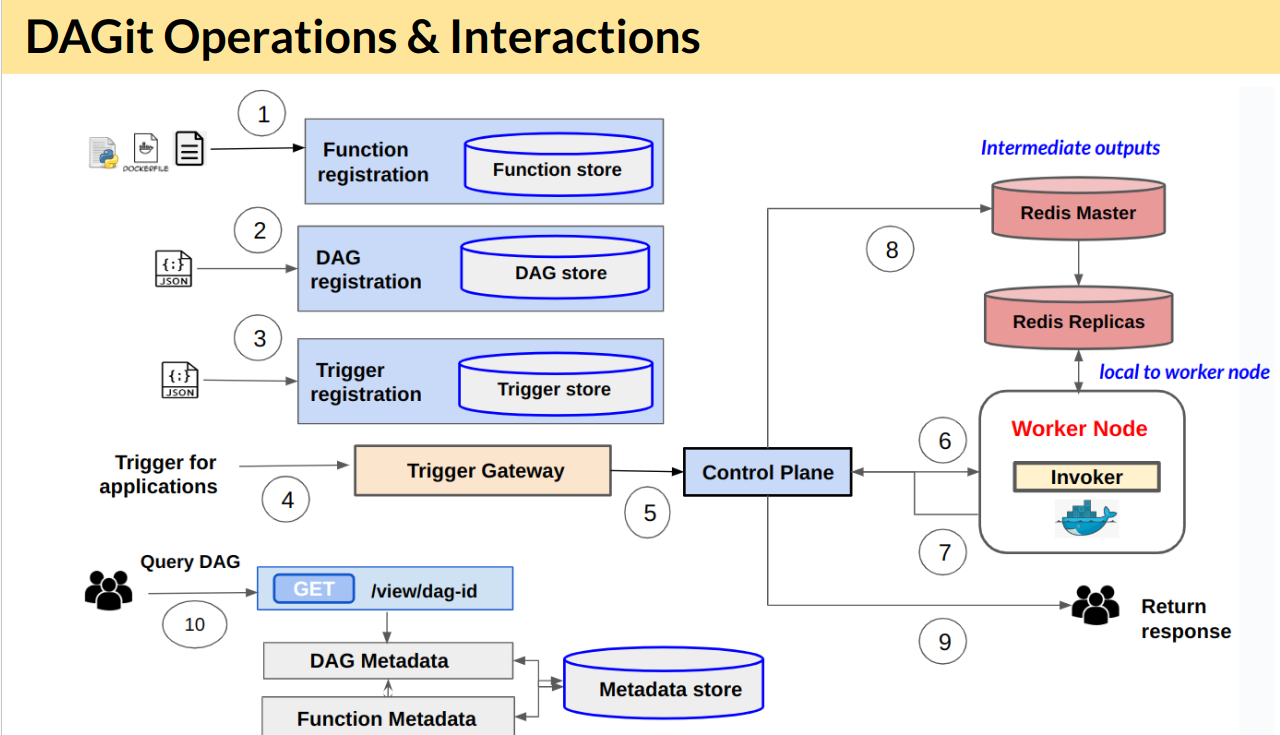 DAGit Operations & Interactions
1
DOCKERFILE
Function
registration
Function store
Intermediate outputs
Redis Master
2
{:}
JSON
DAG
registration
DAG store
8
Redis Replicas
3
{:}
JSON
Trigger
registration
Trigger store
local to worker node
Trigger for
applications
4
Trigger Gateway
5
Control Plane
6
Worker Node
Invoker
7
Query DAG
10
GET
/view/dag-id
DAG Metadata
Function Metadata
Metadata store
9
Return
response